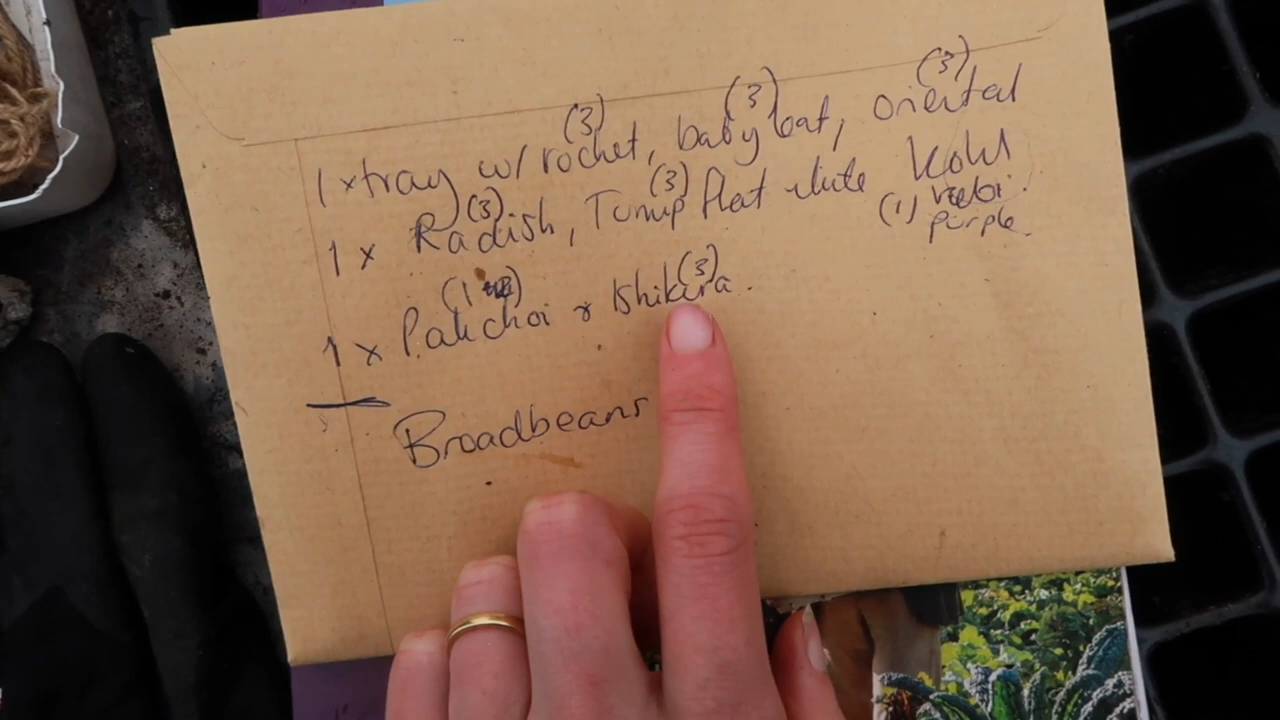 (3) (3) (3)
1 x tray w/ rocket, baby leaf, oriental
(3) (3)
1 x Radish, Turnip flat white Kohl
(1) rabi.
purple.
(1 ) (3)
1 x Pak choi & Ishikura.
Broadbeans